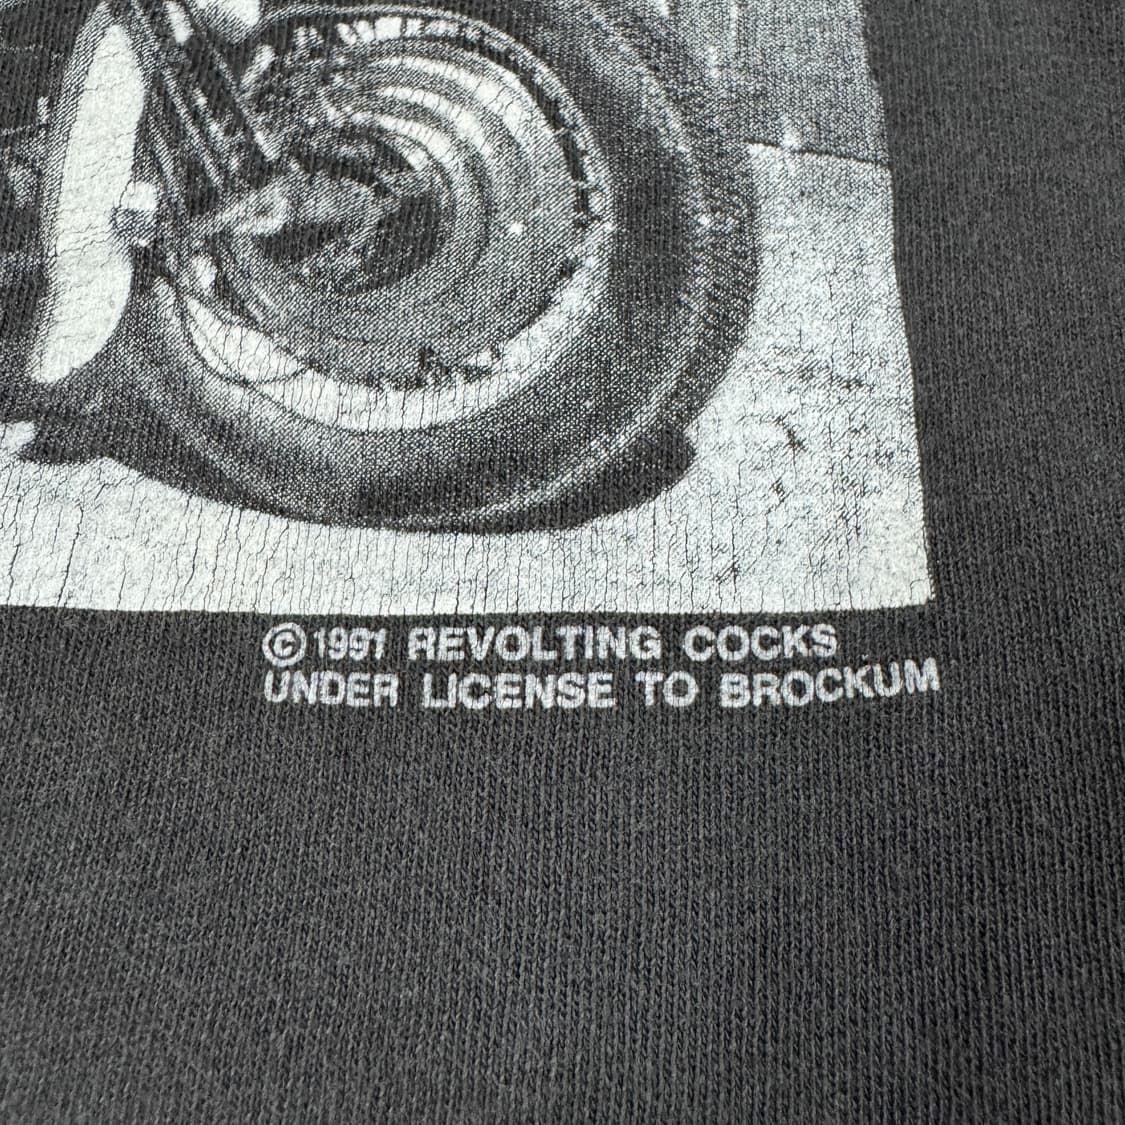 © 1991 REVOLTING COCKS
UNDER LICENSE TO BROCKUM